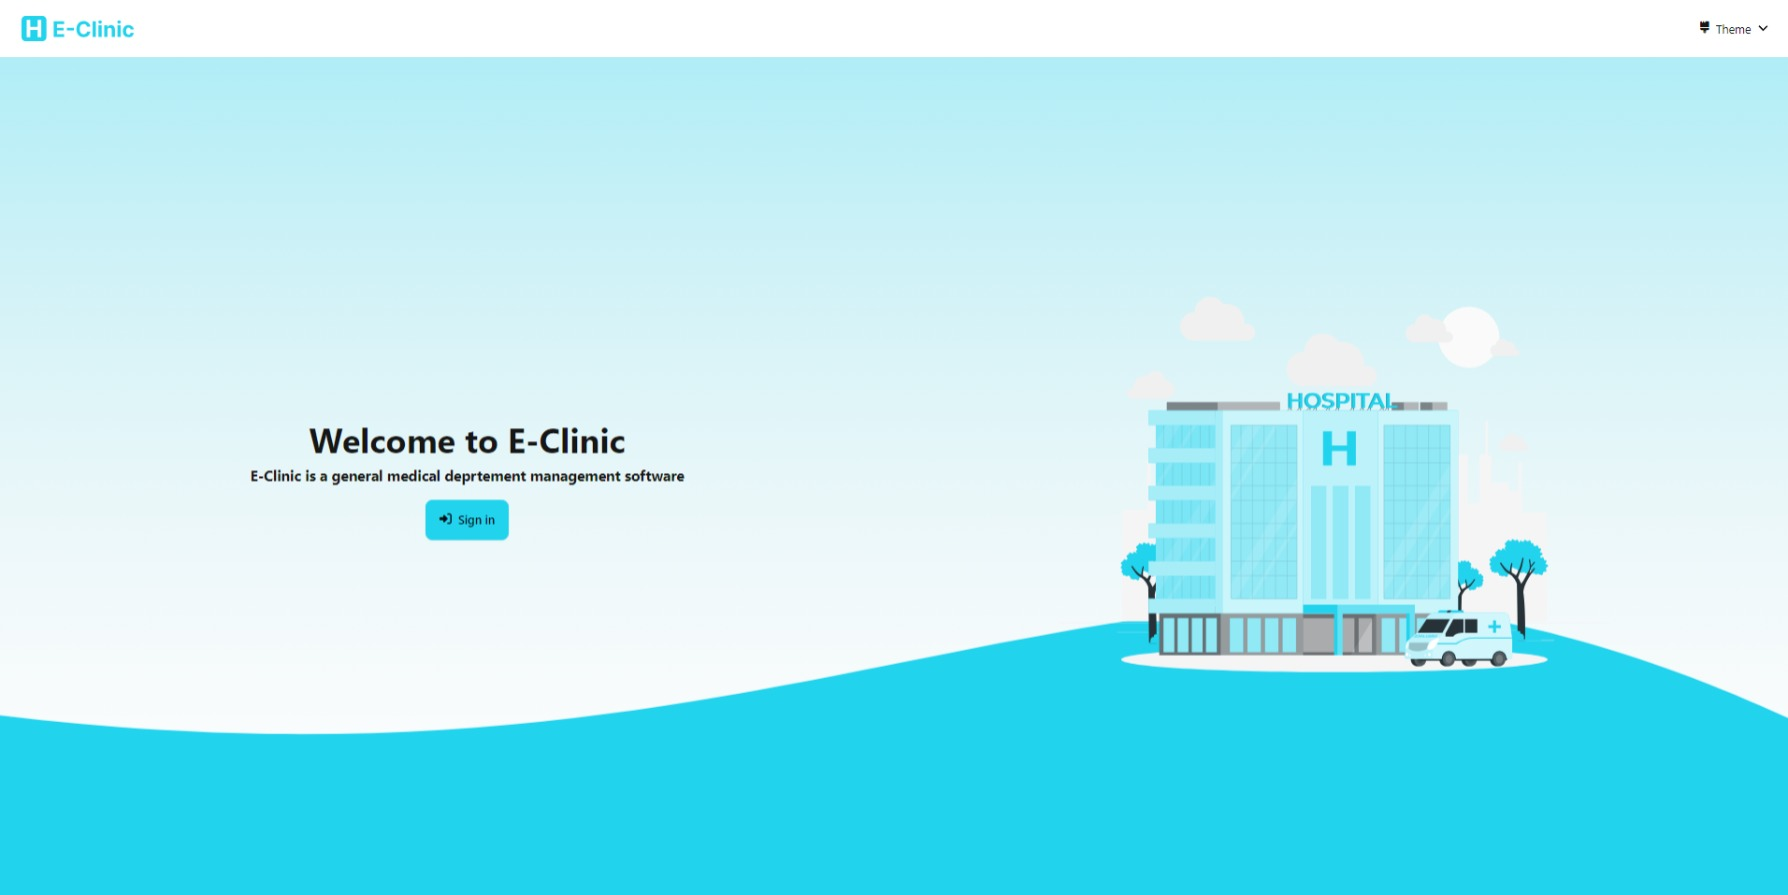 H E-Clinic
Theme
Welcome to E-Clinic
E-Clinic is a general medical deprtement management software
Sign in
HOSPITAL
H